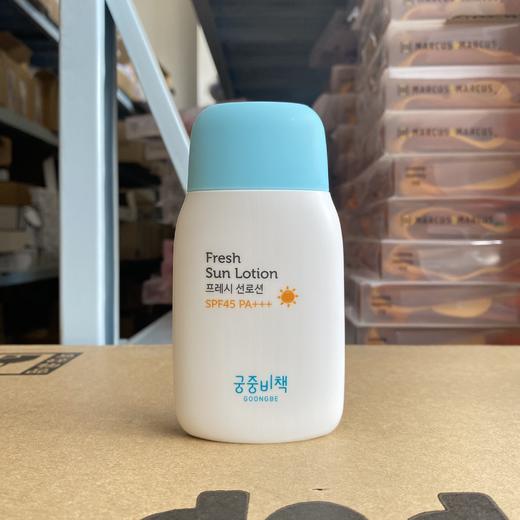 Fresh
Sun Lotion
프레시 선로션
SPF45 PA+++
궁중비책
GOONGBE
MARCUS MARCUS
MARCUS MARCUS
MARCUS MARCUS